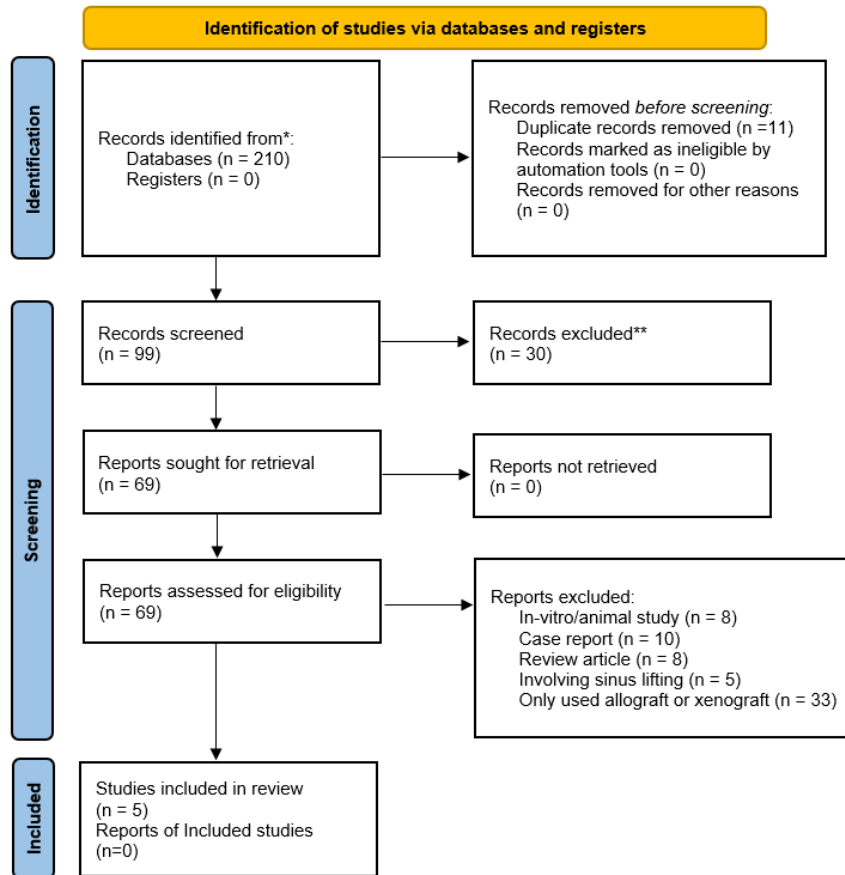 Identification of studies via databases and registers
Identification
Records identified from*:
Databases (n = 210)
Registers (n = 0)
Records removed before screening:
Duplicate records removed (n =11)
Records marked as ineligible by
automation tools (n = 0)
Records removed for other reasons
(n = 0)
Screening
Records screened
(n = 99)
Records excluded**
(n = 30)
Reports sought for retrieval
(n = 69)
Reports not retrieved
(n = 0)
Reports assessed for eligibility
(n = 69)
Reports excluded:
In-vitro/animal study (n = 8)
Case report (n = 10)
Review article (n = 8)
Involving sinus lifting (n = 5)
Only used allograft or xenograft (n = 33)
Included
Studies included in review
(n = 5)
Reports of Included studies
(n=0)